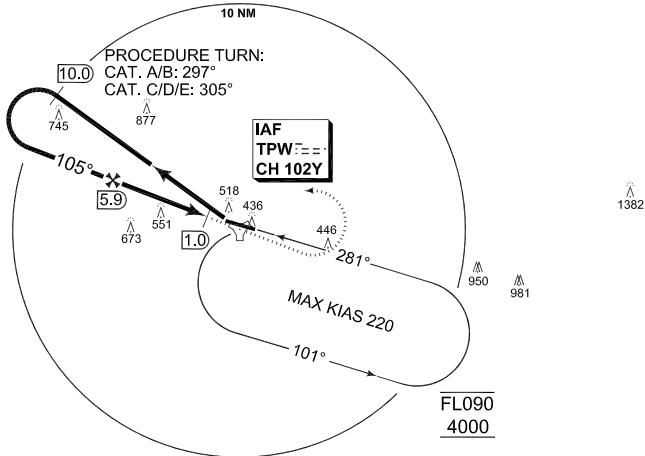 10 NM
PROCEDURE TURN:
CAT. A/B: 297°
CAT. C/D/E: 305°
10.0
745
877
IAF
TPW
CH 102Y
105°
5.9
518
436
551
673
1.0
446
281°
1382
950
981
MAX KIAS 220
101°
FL090
4000